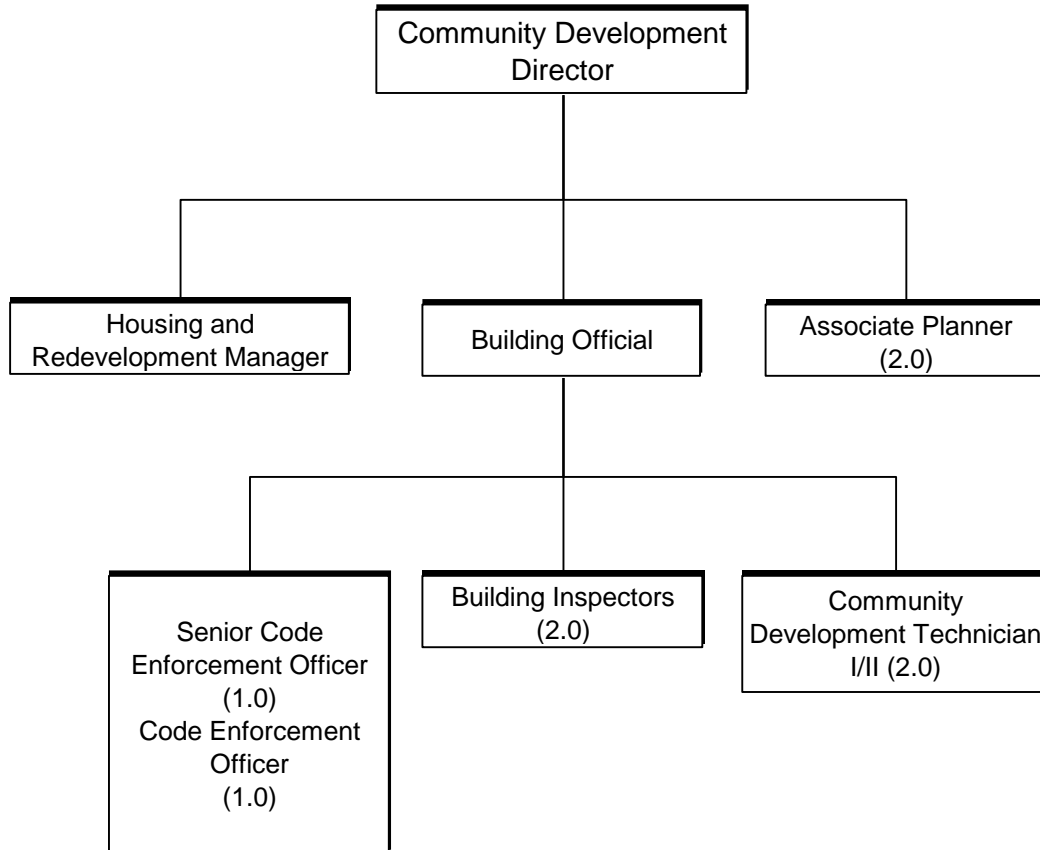 Community Development
Director
Housing and
Redevelopment Manager
Building Official
Associate Planner
(2.0)
Senior Code
Enforcement Officer
(1.0)
Code Enforcement
Officer
(1.0)
Building Inspectors
(2.0)
Community
Development Technician
I/II (2.0)